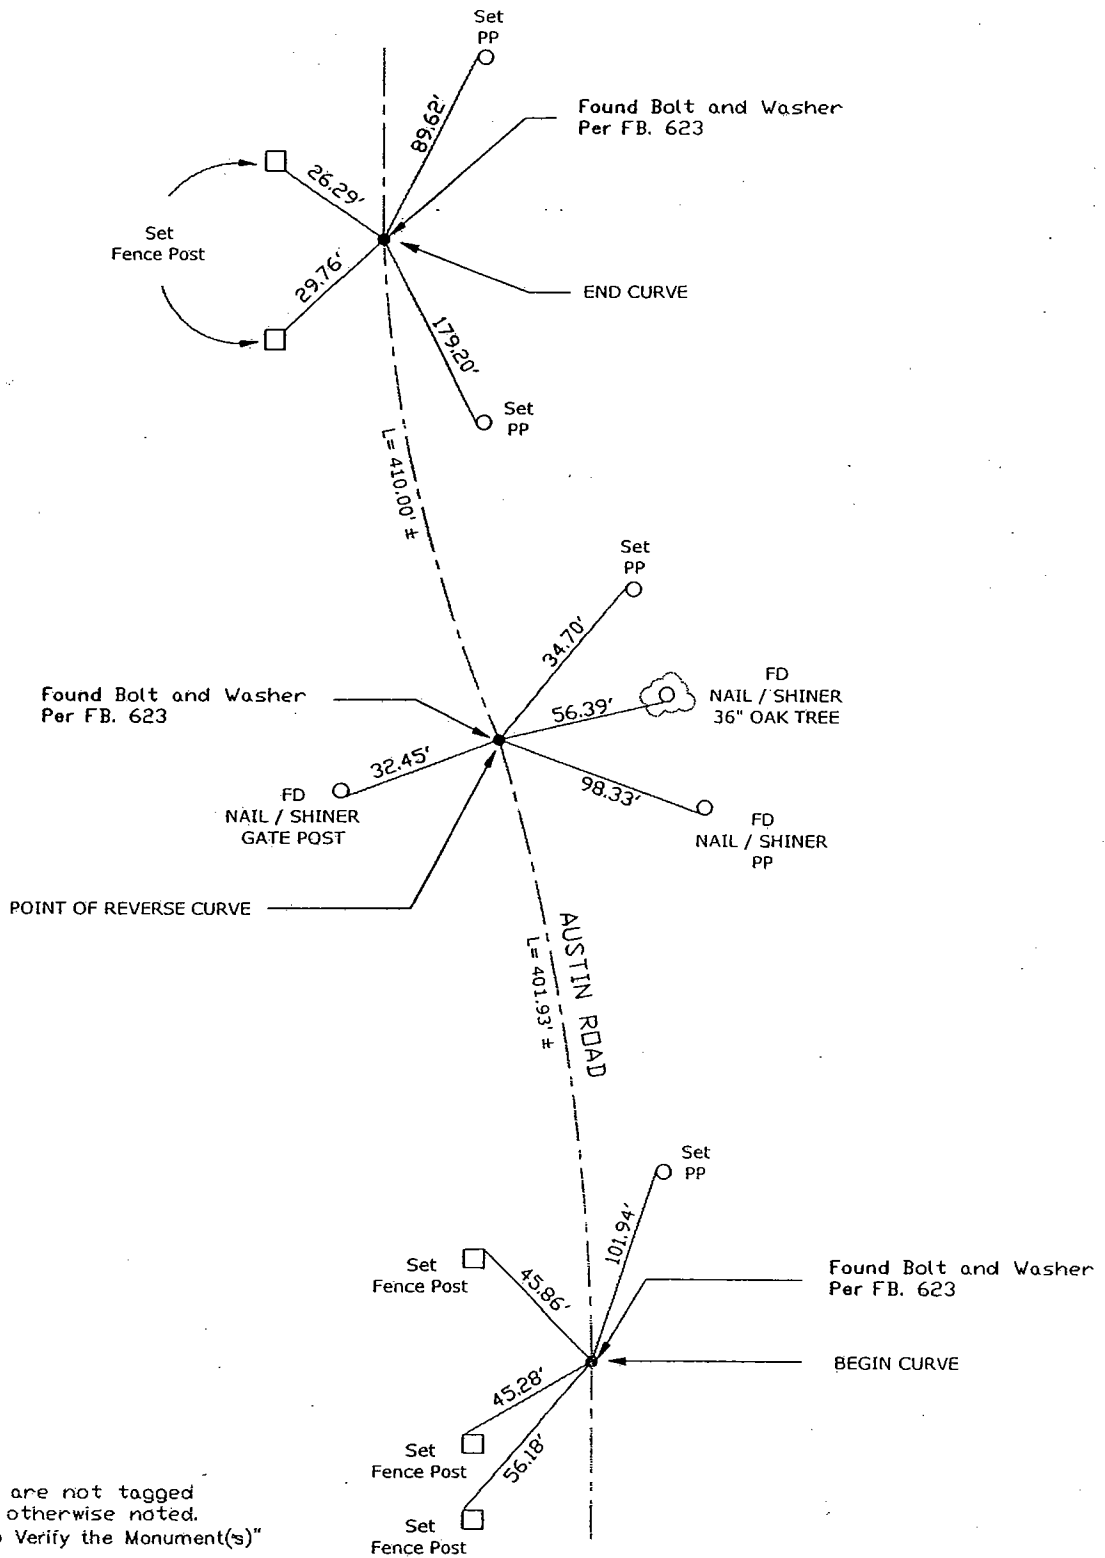 Set
PP
89.62'
Found Bolt and Washer
Per FB. 623
26.29'
Set
Fence Post
29.76'
END CURVE
179.20'
Set
PP
L= 410.00' ±
Set
PP
34.70'
Found Bolt and Washer
Per FB. 623
56.39'
FD
NAIL / SHINER
36" OAK TREE
32.45'
FD
NAIL / SHINER
GATE POST
98.33'
FD
NAIL / SHINER
PP
POINT OF REVERSE CURVE
AUSTIN ROAD
L= 401.93' ±
Set
PP
101.94'
Set
Fence Post
45.86'
Found Bolt and Washer
Per FB. 623
BEGIN CURVE
45.28'
Set
Fence Post
56.18'
Set
Fence Post
are not tagged
otherwise noted.
Verify the Monument(s)"